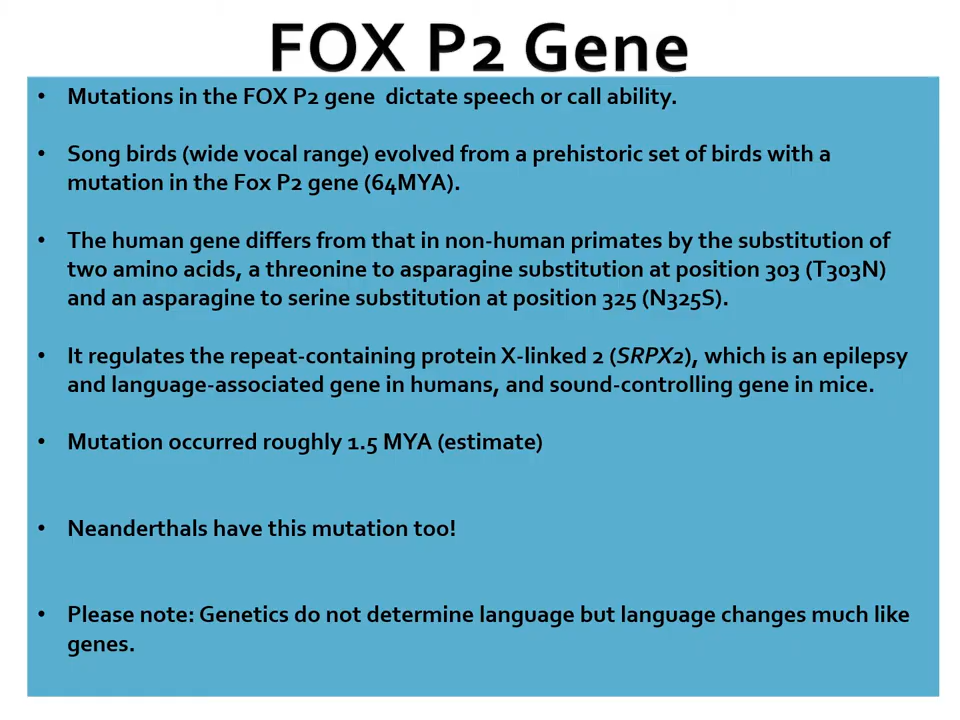 FOX P2 Gene
• Mutations in the FOX P2 gene  dictate speech or call ability.
• Song birds (wide vocal range) evolved from a prehistoric set of birds with a
mutation in the Fox P2 gene (64MYA).
• The human gene differs from that in non-human primates by the substitution of
two amino acids, a threonine to asparagine substitution at position 303 (T303N)
and an asparagine to serine substitution at position 325 (N325S).
• It regulates the repeat-containing protein X-linked 2 (SRPX2), which is an epilepsy
and language-associated gene in humans, and sound-controlling gene in mice.
• Mutation occurred roughly 1.5 MYA (estimate)
• Neanderthals have this mutation too!
• Please note: Genetics do not determine language but language changes much like
genes.